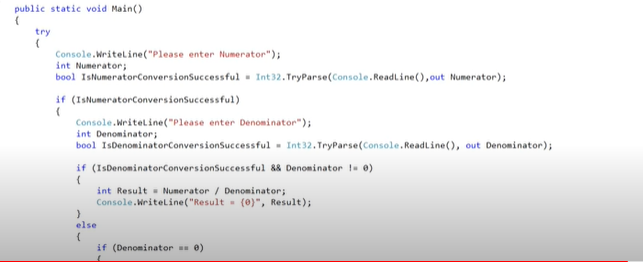 public static void Main()
{
try
{
Console.WriteLine("Please enter Numerator");
int Numerator;
bool IsNumeratorConversionSuccessful = Int32.TryParse(Console.ReadLine(),out Numerator);
if (IsNumeratorConversionSuccessful)
{
Console.WriteLine("Please enter Denominator");
int Denominator;
bool IsDenominatorConversionSuccessful = Int32.TryParse(Console.ReadLine(), out Denominator);
if (IsDenominatorConversionSuccessful && Denominator != 0)
{
int Result = Numerator / Denominator;
Console.WriteLine("Result = {0}", Result);
}
else
{
if (Denominator == 0)
{